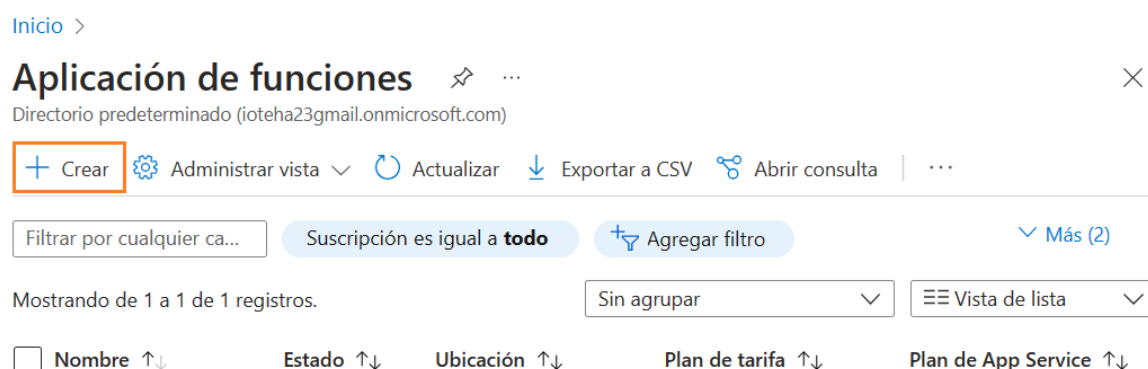 Inicio >
Aplicación de funciones ...
Directorio predeterminado (ioteha23gmail.onmicrosoft.com)
+ Crear Administrar vista Actualizar Exportar a CSV Abrir consulta ...
Filtrar por cualquier ca... Suscripción es igual a todo Agregar filtro Más (2)
Mostrando de 1 a 1 de 1 registros. Sin agrupar Vista de lista
Nombre ↑↓ Estado ↑↓ Ubicación ↑↓ Plan de tarifa ↑↓ Plan de App Service ↑↓